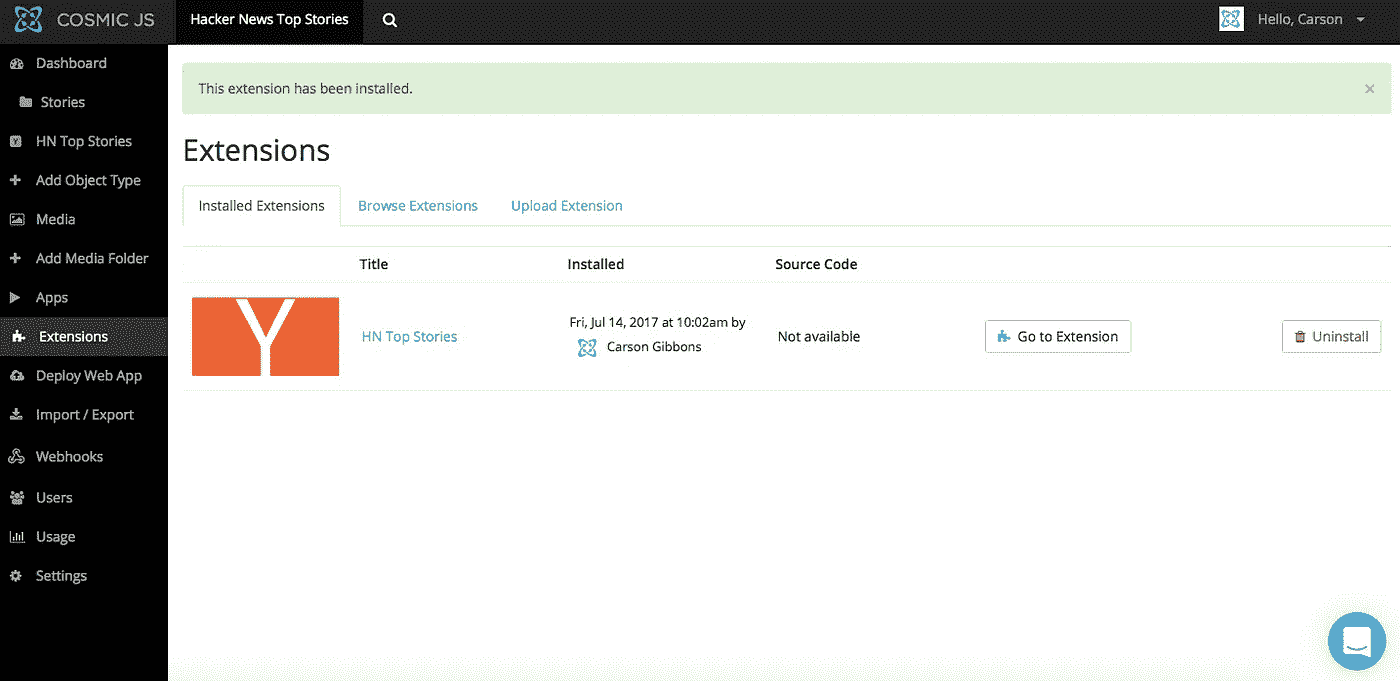 COSMIC JS
Hacker News Top Stories
Hello, Carson
Dashboard
Stories
HN Top Stories
Add Object Type
Media
Add Media Folder
Apps
Extensions
Deploy Web App
Import / Export
Webhooks
Users
Usage
Settings
This extension has been installed.
×
Extensions
Installed Extensions
Browse Extensions
Upload Extension
Title
Installed
Source Code
Y
HN Top Stories
Fri, Jul 14, 2017 at 10:02am by
Carson Gibbons
Not available
Go to Extension
Uninstall